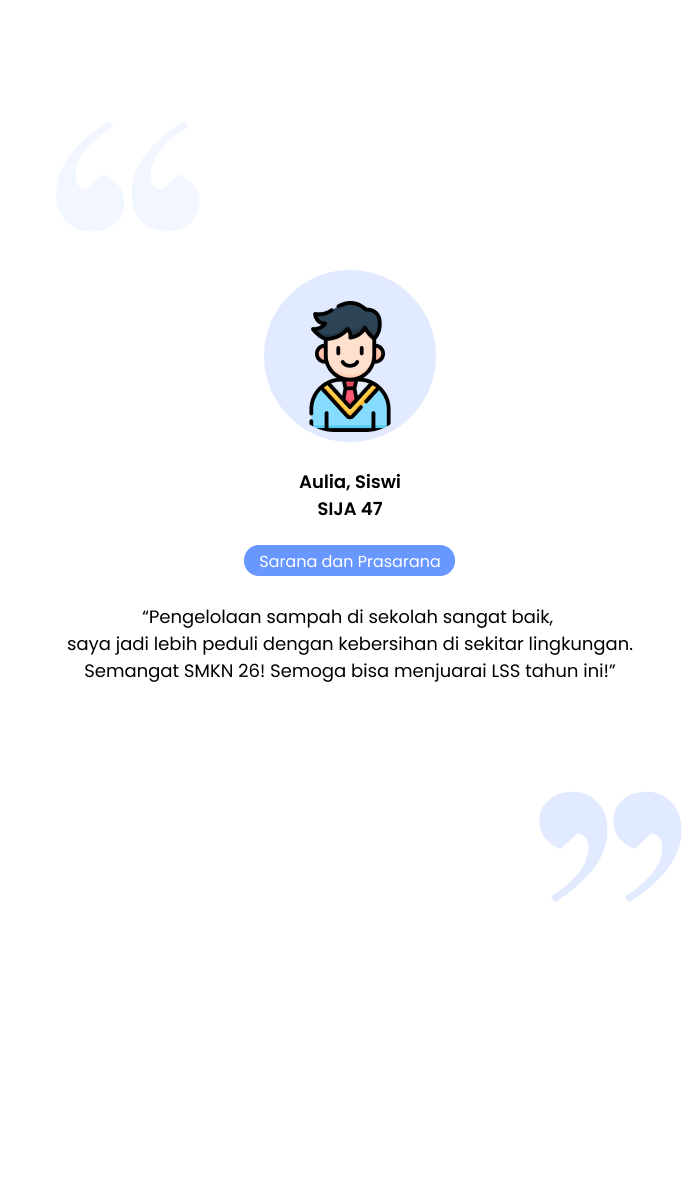 Aulia, Siswi
SIJA 47
Sarana dan Prasarana
“Pengelolaan sampah di sekolah sangat baik,
saya jadi lebih peduli dengan kebersihan di sekitar lingkungan.
Semangat SMKN 26! Semoga bisa menjuarai LSS tahun ini!”